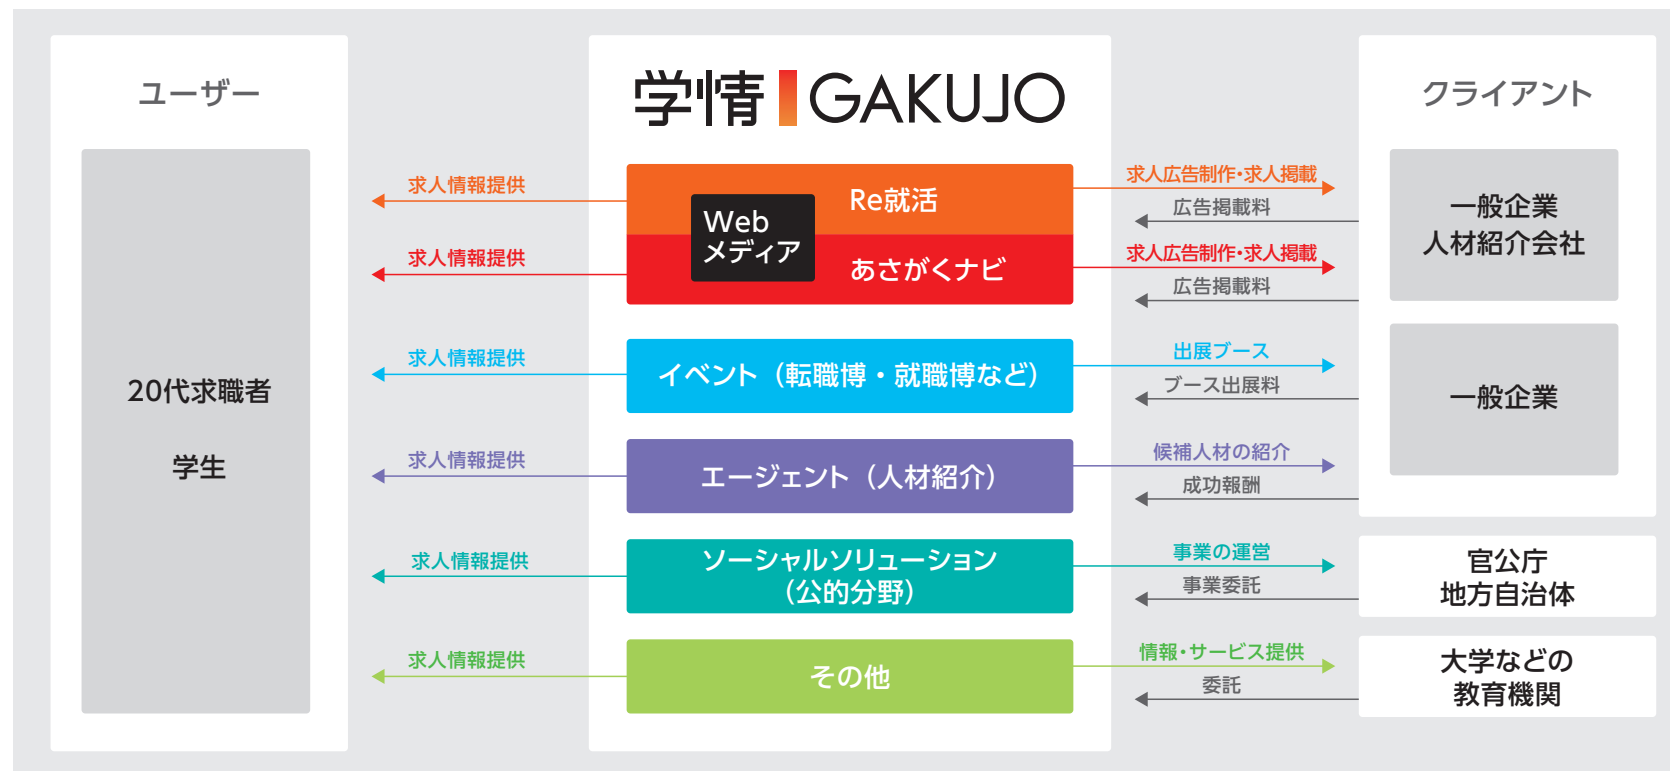 ユーザー
20代求職者
学生
学情 GAKUJO
Web
メディア
Re就活
あさがくナビ
イベント（転職博・就職博など）
エージェント（人材紹介）
ソーシャルソリューション
（公的分野）
その他
求人情報提供
求人情報提供
求人情報提供
求人情報提供
求人情報提供
求人情報提供
求人広告制作・求人掲載
広告掲載料
求人広告制作・求人掲載
広告掲載料
出展ブース
ブース出展料
候補人材の紹介
成功報酬
事業の運営
事業委託
情報・サービス提供
委託
クライアント
一般企業
人材紹介会社
一般企業
官公庁
地方自治体
大学などの
教育機関